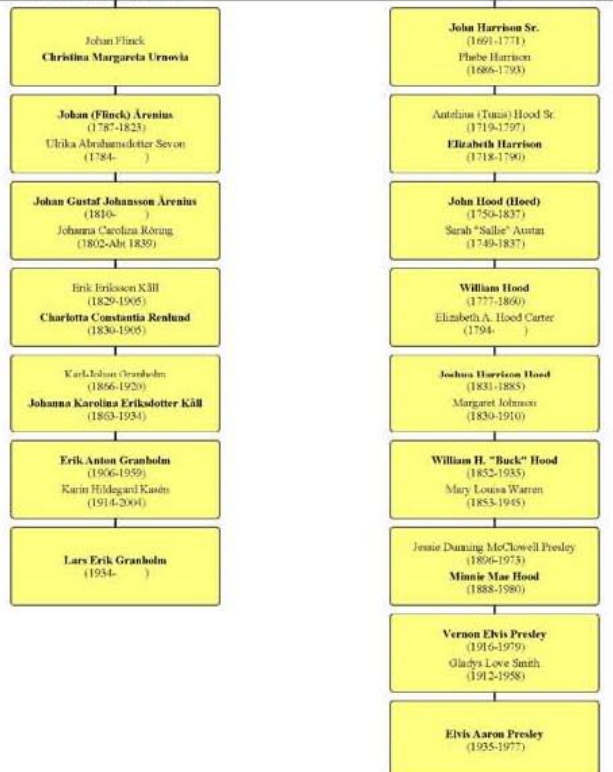 Johan Flinck
Christina Margareta Urnovia
Johan (Flinck) Ärenius
(1787-1823)
Ulrika Abrahamsdotter Sevon
(1784- )
Johan Gustaf Johansson Ärenius
(1810- )
Johanna Carolina Röring
(1802-Abt 1839)
Erik Eriksson Kåll
(1829-1905)
Charlotta Constantia Renlund
(1830-1905)
Karl-Johan Granholm
(1866-1920)
Johanna Karolina Eriksdotter Kåll
(1863-1934)
Erik Anton Granholm
(1906-1959)
Karin Hildegard Kasén
(1914-2004)
Lars Erik Granholm
(1934- )
John Harrison Sr.
(1691-1771)
Phebe Harrison
(1686-1793)
Antelius (Tunis) Hood Sr.
(1719-1797)
Elizabeth Harrison
(1718-1790)
John Hood (Hoed)
(1750-1837)
Sarah "Sallie" Austin
(1749-1837)
William Hood
(1777-1860)
Elizabeth A. Hood Carter
(1794- )
Joshua Harrison Hoed
(1831-1885)
Margaret Johnson
(1830-1910)
William H. "Buck" Hood
(1852-1935)
Mary Louisa Warren
(1853-1945)
Jessie Dunning McClowell Presley
(1896-1973)
Minnie Mae Hood
(1888-1980)
Vernon Elvis Presley
(1916-1979)
Gladys Love Smith
(1912-1958)
Elvis Aaron Presley
(1935-1977)